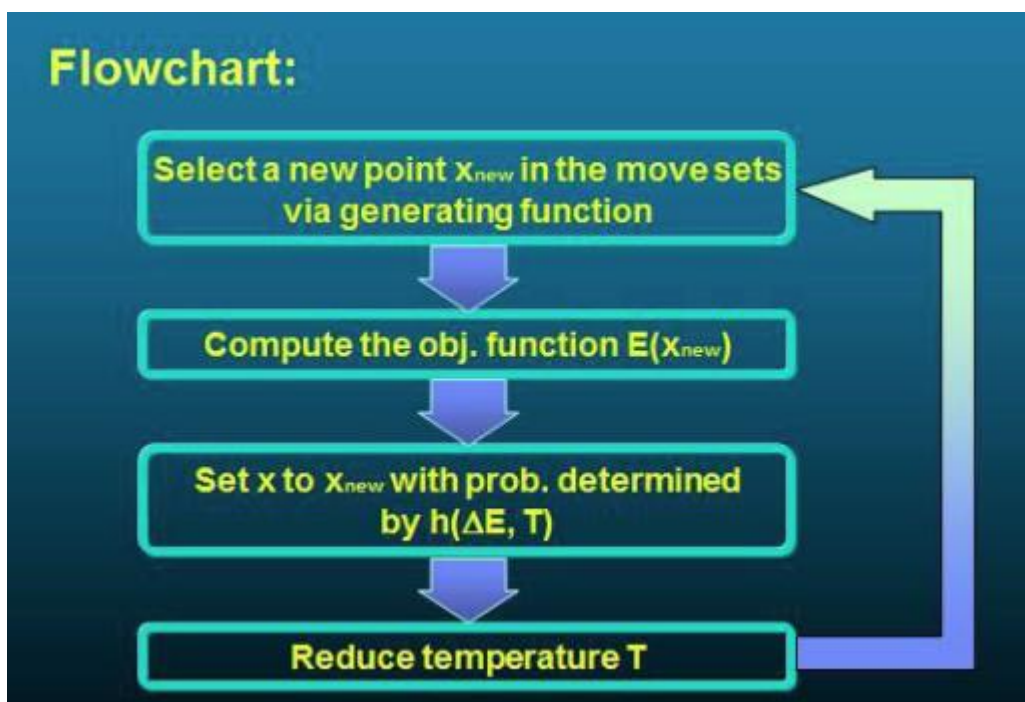 Flowchart:
Select a new point xnew in the move sets
via generating function
Compute the obj. function E(xnew)
Set x to xnew with prob. determined
by h(ΔE, T)
Reduce temperature T